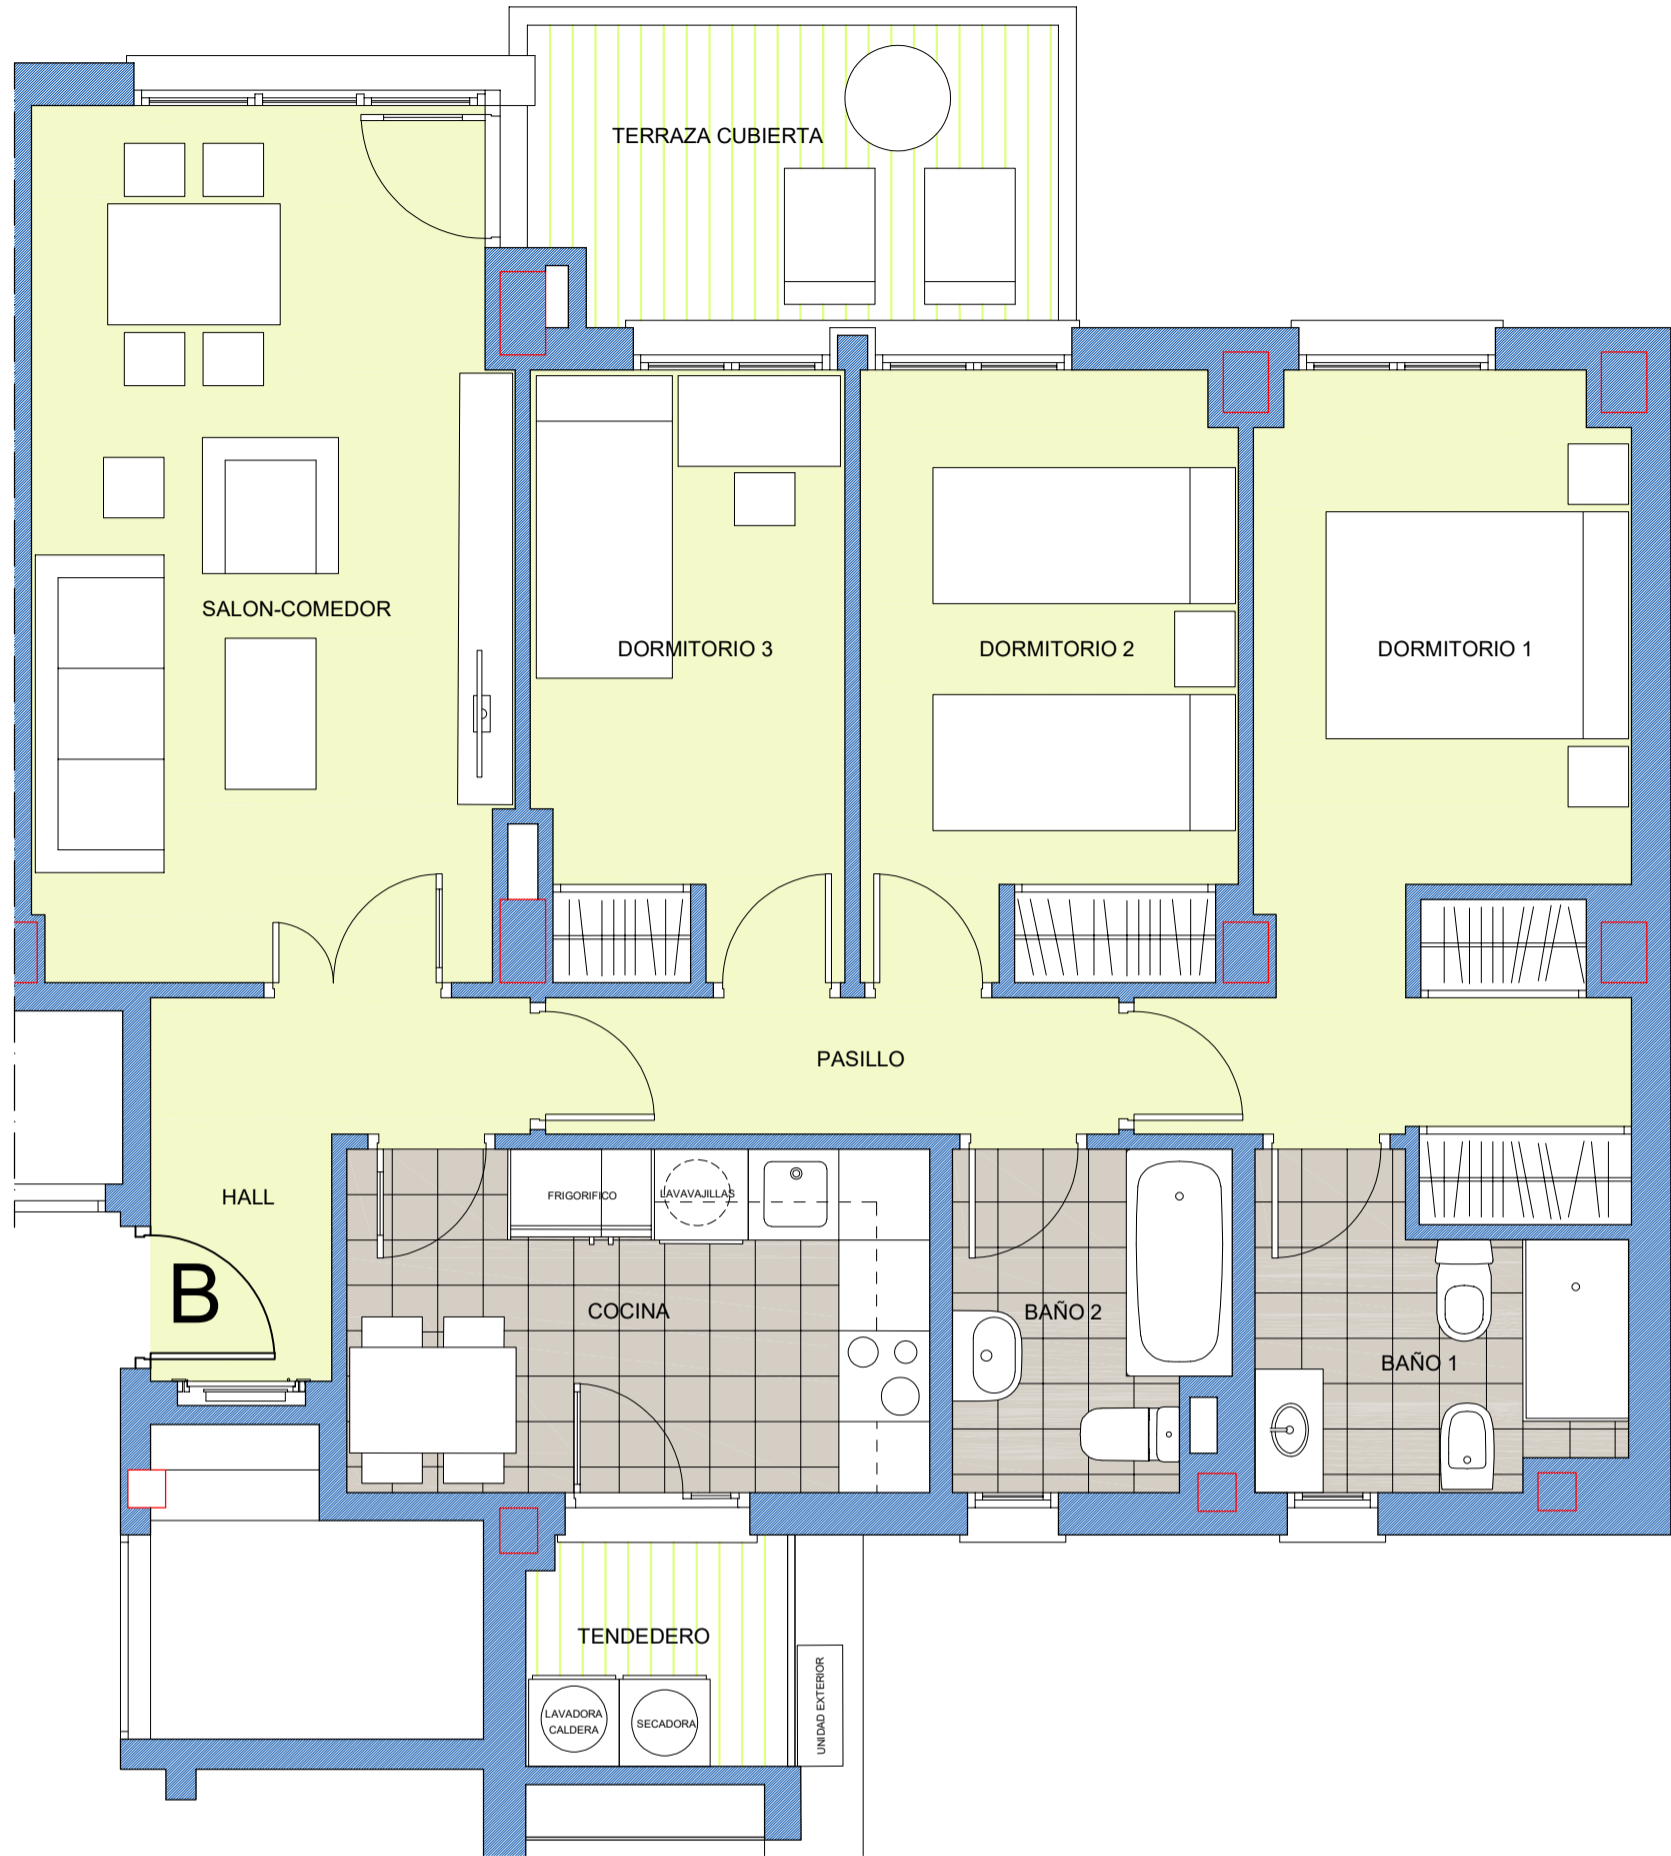 TERRAZA CUBIERTA
SALON-COMEDOR
DORMITORIO 3
DORMITORIO 2
DORMITORIO 1
PASILLO
HALL
FRIGORIFICO
LAVAVAJILLAS
B
COCINA
BAÑO 2
BAÑO 1
TENDEDERO
LAVADORA
CALDERA
SECADORA
UNIDAD EXTERIOR